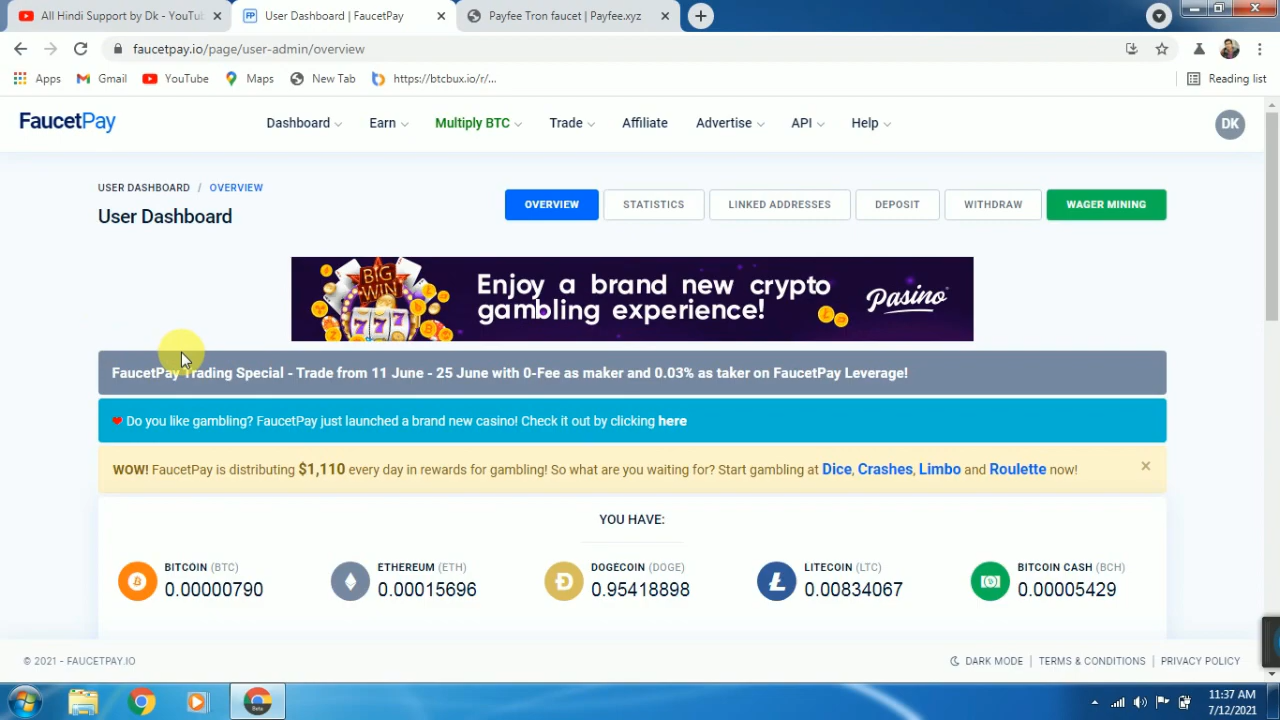 All Hindi Support by Dk - YouTu
User Dashboard | FaucetPay
Payfee Tron faucet | Payfee.xyz
faucetpay.io/page/user-admin/overview
Apps
Gmail
YouTube
Maps
New Tab
https://btcbux.io/r/...
Reading list
FaucetPay
Dashboard
Earn
Multiply BTC
Trade
Affiliate
Advertise
API
Help
DK
USER DASHBOARD / OVERVIEW
User Dashboard
OVERVIEW
STATISTICS
LINKED ADDRESSES
DEPOSIT
WITHDRAW
WAGER MINING
BIG
WIN
777
Enjoy a brand new crypto
gambling experience!
Pasino
FaucetPay Trading Special - Trade from 11 June - 25 June with 0-Fee as maker and 0.03% as taker on FaucetPay Leverage!
Do you like gambling? FaucetPay just launched a brand new casino! Check it out by clicking here
WOW! FaucetPay is distributing $1,110 every day in rewards for gambling! So what are you waiting for? Start gambling at Dice, Crashes, Limbo and Roulette now!
YOU HAVE:
BITCOIN (BTC)
0.00000790
ETHEREUM (ETH)
0.00015696
DOGECOIN (DOGE)
0.95418898
LITECOIN (LTC)
0.00834067
BITCOIN CASH (BCH)
0.00005429
© 2021 - FAUCETPAY.IO
DARK MODE | TERMS & CONDITIONS | PRIVACY POLICY
Beta
11:37 AM
7/12/2021